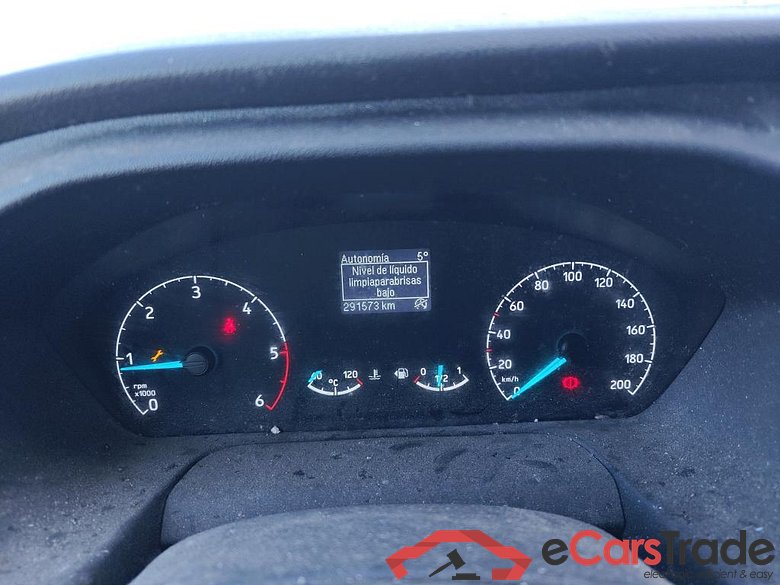 Autonomía 5°
Nivel de líquido
limpiaparabrisas
bajo
291573 km
0 1 2 3 4 5 6
rpm
x1000
60 °C 120
0 1/2 1
0 20 40 60 80 100 120 140 160 180 200
km/h
eCarsTrade